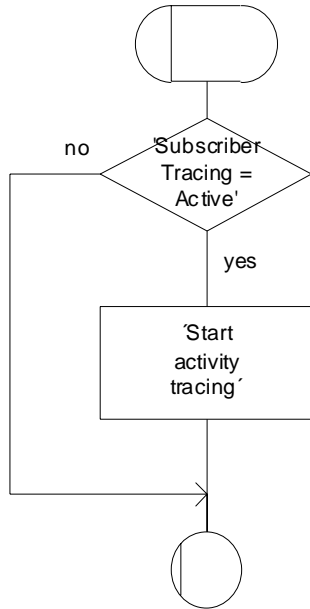 'Subscriber
Tracing =
Active'
no
yes
´Start
activity
tracing´